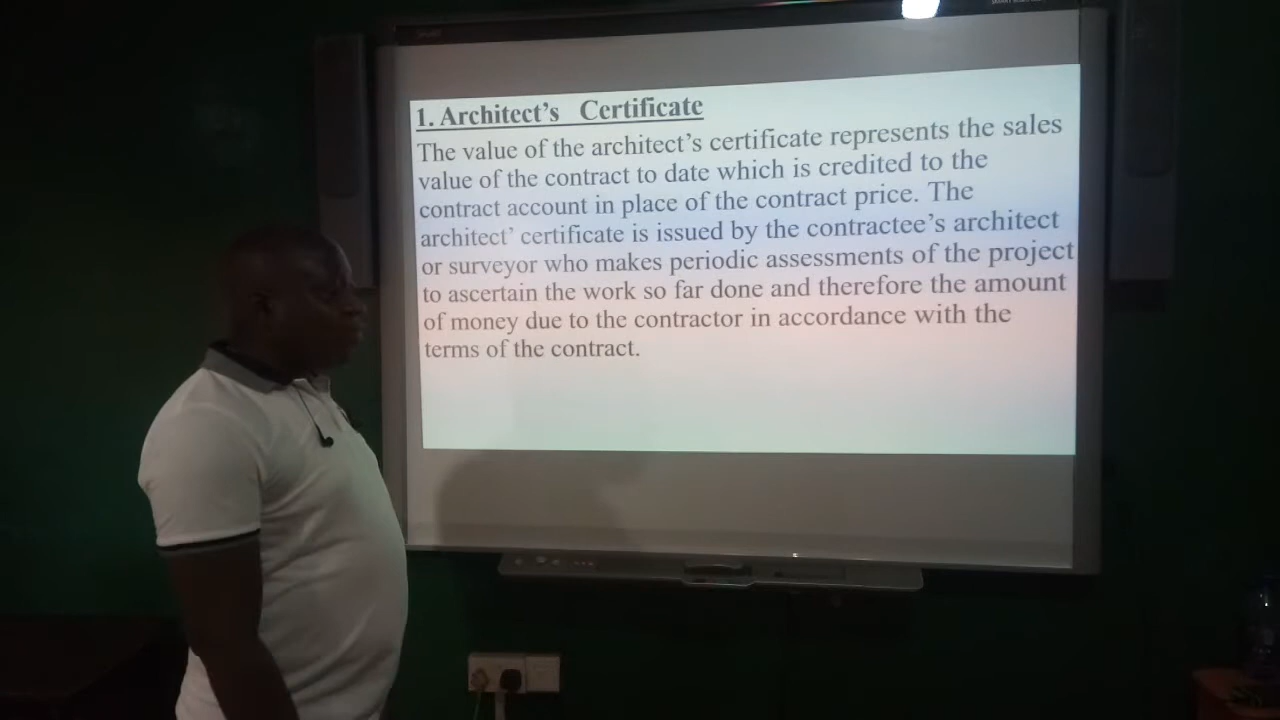 1. Architect's Certificate
The value of the architect's certificate represents the sales
value of the contract to date which is credited to the
contract account in place of the contract price. The
architect' certificate is issued by the contractee's architect
or surveyor who makes periodic assessments of the project
to ascertain the work so far done and therefore the amount
of money due to the contractor in accordance with the
terms of the contract.